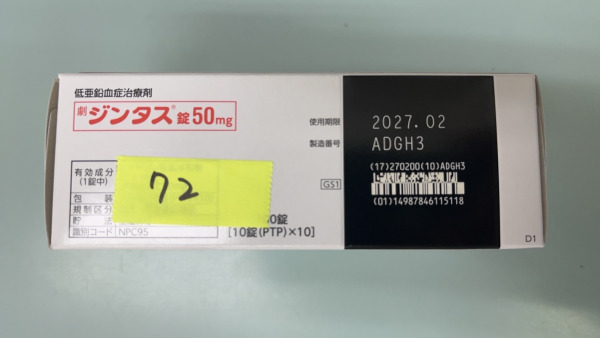 低亜鉛血症治療剤
劇 ジンタス®錠50mg
有効成分
(1錠中)
包装
規制区分
貯法
識別コード NPC95
72
0錠
[10錠(PTP)×10]
使用期限 2027.02
製造番号 ADGH3
GS1
(17)270200(10)ADGH3
(01)14987846115118
D1